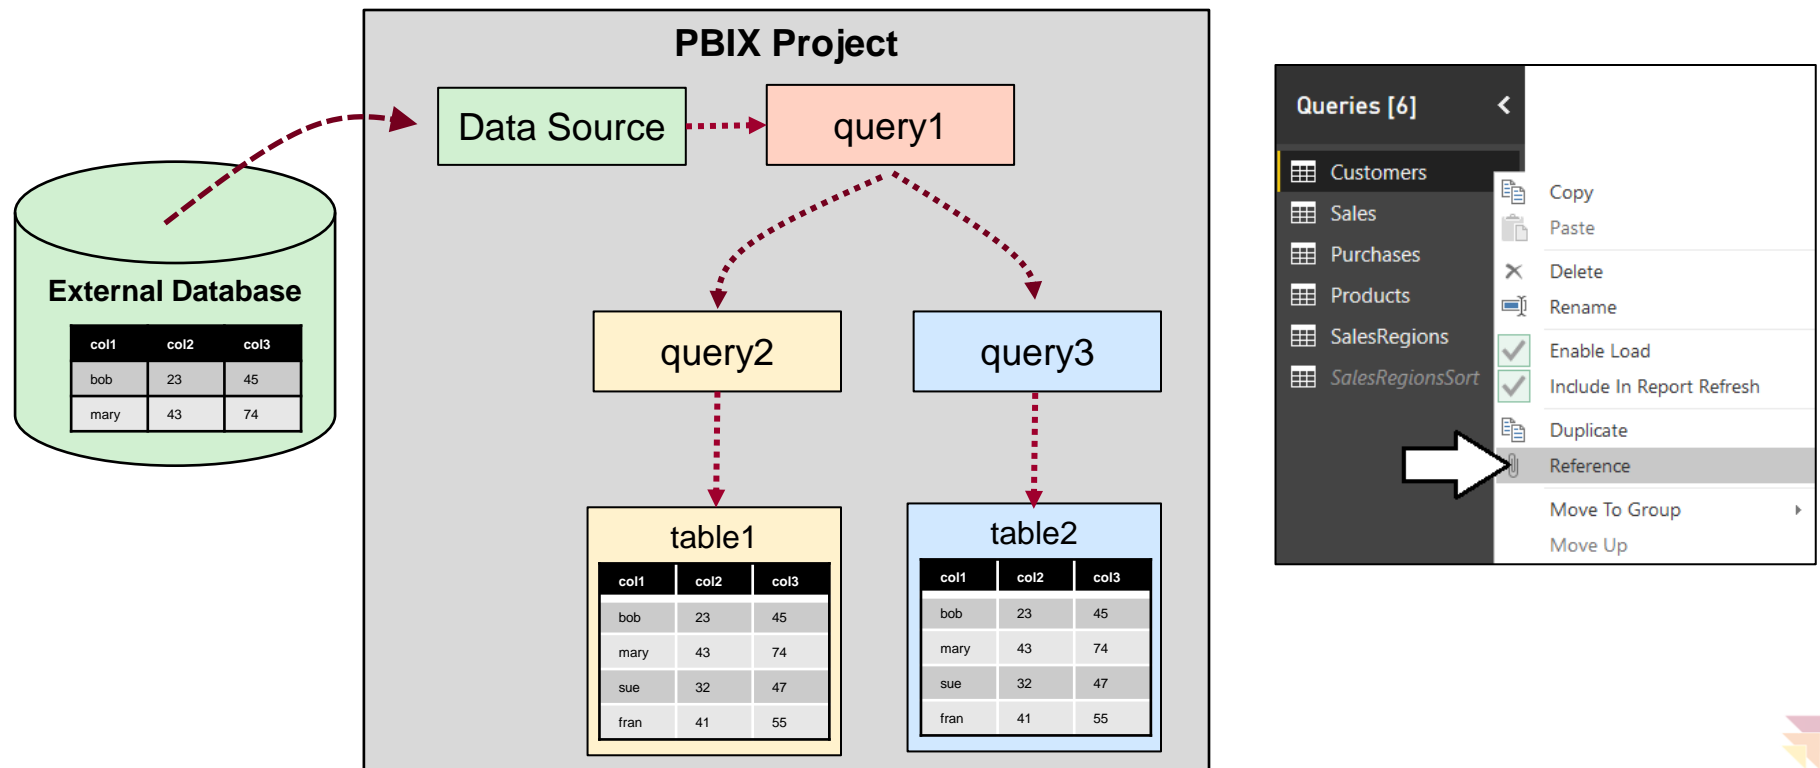 PBIX Project
Data Source
query1
External Database
col1 col2 col3
bob 23 45
mary 43 74
query2
query3
table1
col1 col2 col3
bob 23 45
mary 43 74
sue 32 47
fran 41 55
table2
col1 col2 col3
bob 23 45
mary 43 74
sue 32 47
fran 41 55
Queries [6]
Customers
Sales
Purchases
Products
SalesRegions
SalesRegionsSort
Copy
Paste
Delete
Rename
Enable Load
Include In Report Refresh
Duplicate
Reference
Move To Group
Move Up